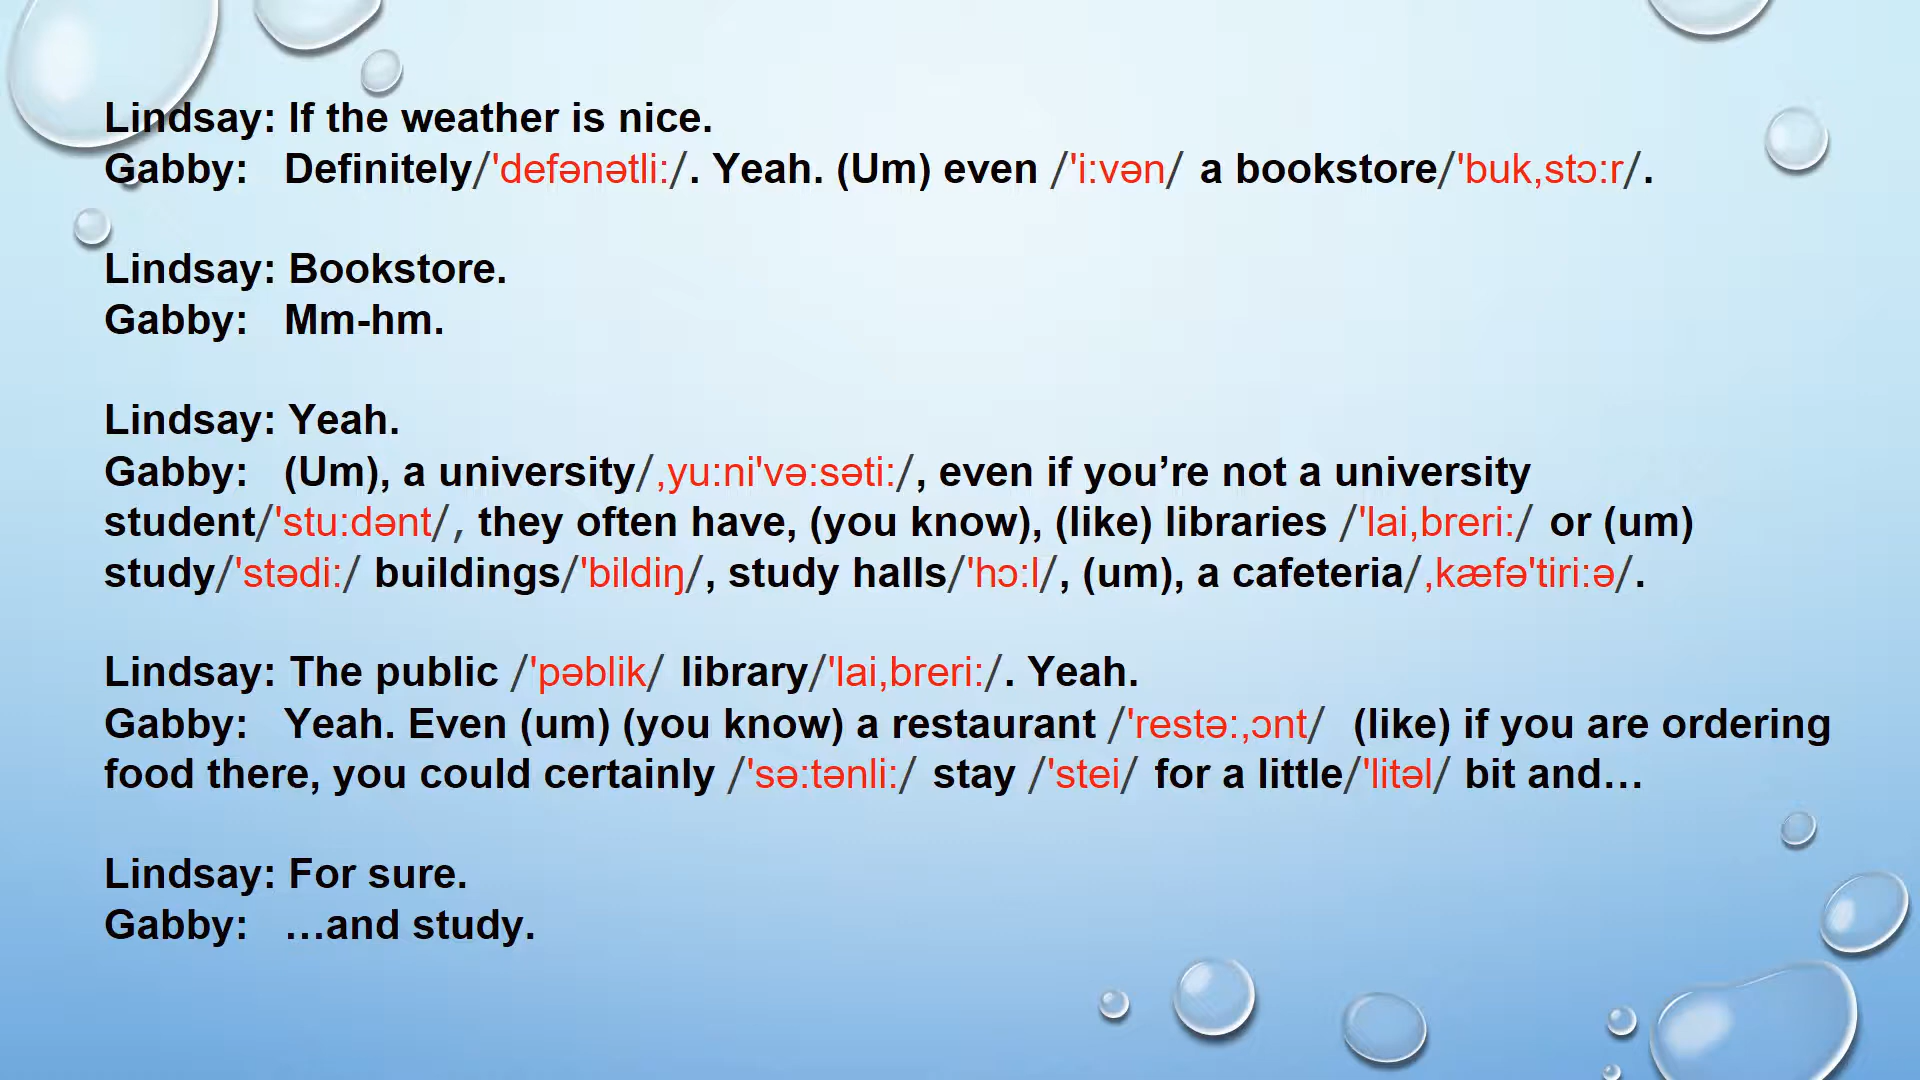 Lindsay: If the weather is nice.
Gabby: Definitely/'defənətli:/. Yeah. (Um) even /'i:vən/ a bookstore/'buk,stɔ:r/.
Lindsay: Bookstore.
Gabby: Mm-hm.
Lindsay: Yeah.
Gabby: (Um), a university/,yu:ni'və:səti:/, even if you’re not a university
student/'stu:dənt/, they often have, (you know), (like) libraries /'lai,breri:/ or (um)
study/'stədi:/ buildings/'bildiŋ/, study halls/'hɔ:l/, (um), a cafeteria/,kæfə'tiri:ə/.
Lindsay: The public /'pəblik/ library/'lai,breri:/. Yeah.
Gabby: Yeah. Even (um) (you know) a restaurant /'restə:,ɔnt/ (like) if you are ordering
food there, you could certainly /'sə:tənli:/ stay /'stei/ for a little/'litəl/ bit and…
Lindsay: For sure.
Gabby: …and study.